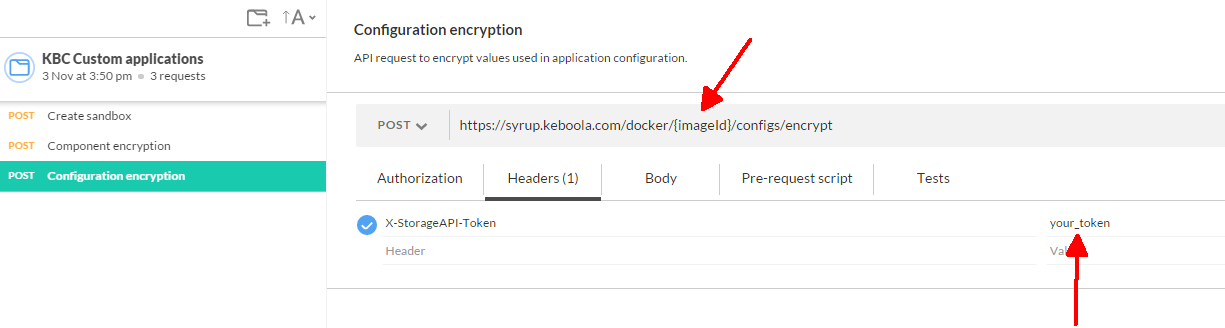 A
KBC Custom applications
3 Nov at 3:50 pm 3 requests
POST Create sandbox
POST Component encryption
POST Configuration encryption
Configuration encryption
API request to encrypt values used in application configuration.
POST https://syrup.keboola.com/docker/{imageId}/configs/encrypt
Authorization Headers (1) Body Pre-request script Tests
X-StorageAPI-Token your_token
Header